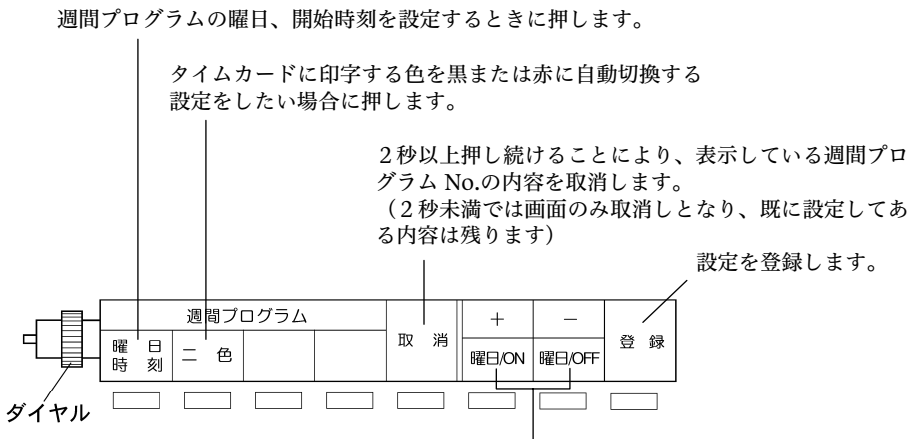 週間プログラムの曜日、開始時刻を設定するときに押します。
タイムカードに印字する色を黒または赤に自動切換する
設定をしたい場合に押します。
２秒以上押し続けることにより、表示している週間プロ
グラム No.の内容を取消します。
（２秒未満では画面のみ取消しとなり、既に設定してあ
る内容は残ります）
設定を登録します。
週間プログラム
曜日
時刻
二色
取消
＋
－
曜日/ON
曜日/OFF
登録
ダイヤル